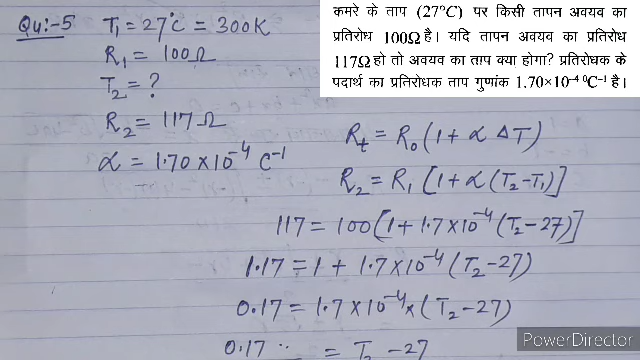 Qu:-5 T₁ = 27°C = 300K
R₁ = 100Ω
T₂ = ?
R₂ = 117Ω
α = 1.70×10⁻⁴ C⁻¹
कमरे के ताप (27°C) पर किसी तापन अवयव का
प्रतिरोध 100Ω है। यदि तापन अवयव का प्रतिरोध
117Ω हो तो अवयव का ताप क्या होगा? प्रतिरोधक के
पदार्थ का प्रतिरोधक ताप गुणांक 1.70×10⁻⁴ ⁰C⁻¹ है।
Rt = R₀(1+αΔT)
R₂ = R₁[1+α(T₂-T₁)]
117 = 100[1+1.7×10⁻⁴(T₂-27)]
1.17 = 1 + 1.7×10⁻⁴(T₂-27)
0.17 = 1.7×10⁻⁴×(T₂-27)
0.17 = T₂-27
PowerDirector